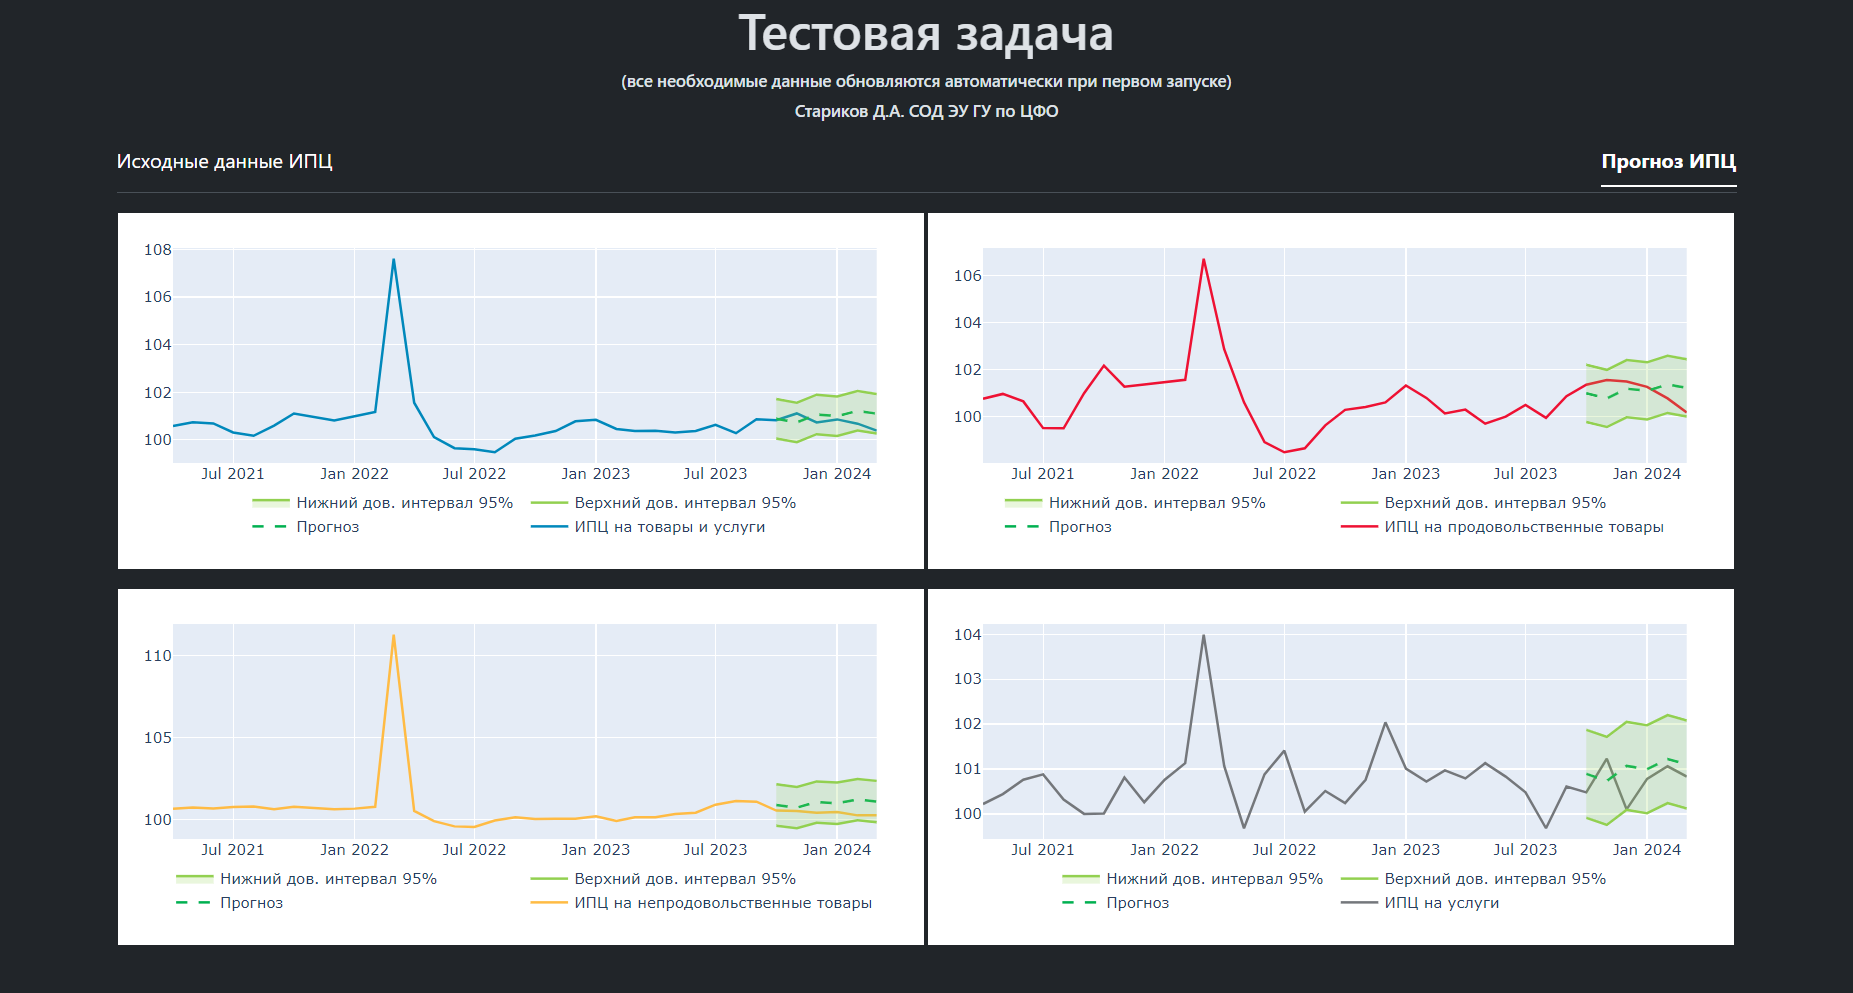 Тестовая задача
(все необходимые данные обновляются автоматически при первом запуске)
Стариков Д.А. СОД ЭУ ГУ по ЦФО
Исходные данные ИПЦ
Прогноз ИПЦ
108
106
104
102
100
Jul 2021 Jan 2022 Jul 2022 Jan 2023 Jul 2023 Jan 2024
Нижний дов. интервал 95% Верхний дов. интервал 95%
Прогноз ИПЦ на товары и услуги
106
104
102
100
Jul 2021 Jan 2022 Jul 2022 Jan 2023 Jul 2023 Jan 2024
Нижний дов. интервал 95% Верхний дов. интервал 95%
Прогноз ИПЦ на продовольственные товары
110
105
100
Jul 2021 Jan 2022 Jul 2022 Jan 2023 Jul 2023 Jan 2024
Нижний дов. интервал 95% Верхний дов. интервал 95%
Прогноз ИПЦ на непродовольственные товары
104
103
102
101
100
Jul 2021 Jan 2022 Jul 2022 Jan 2023 Jul 2023 Jan 2024
Нижний дов. интервал 95% Верхний дов. интервал 95%
Прогноз ИПЦ на услуги